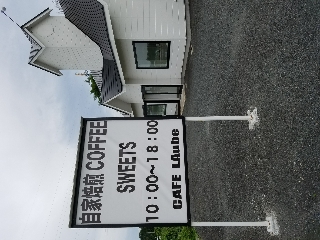 自家焙煎 COFFEE
SWEETS
10:00~18:00
CAFE LAube